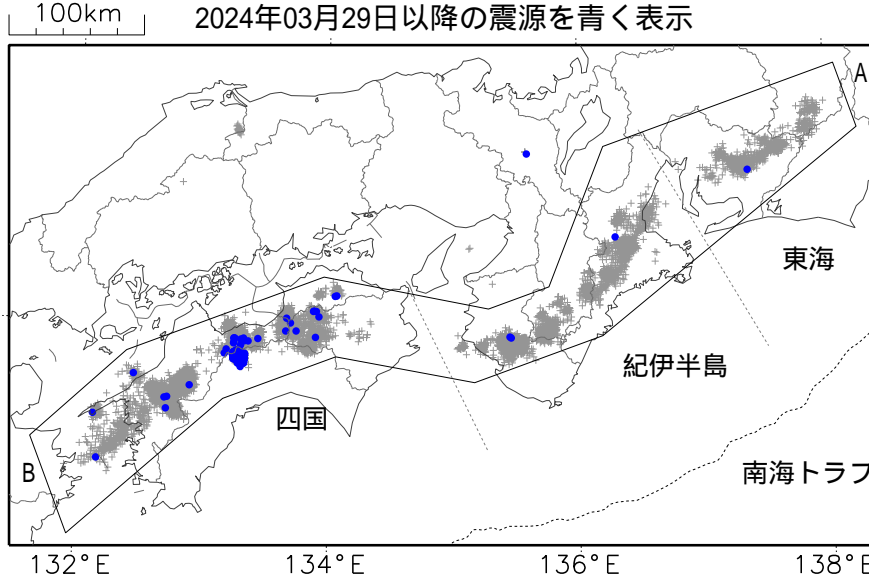 100km
2024年03月29日以降の震源を青く表示
A
東海
紀伊半島
四国
B
南海トラフ
132°E
134°E
136°E
138°E